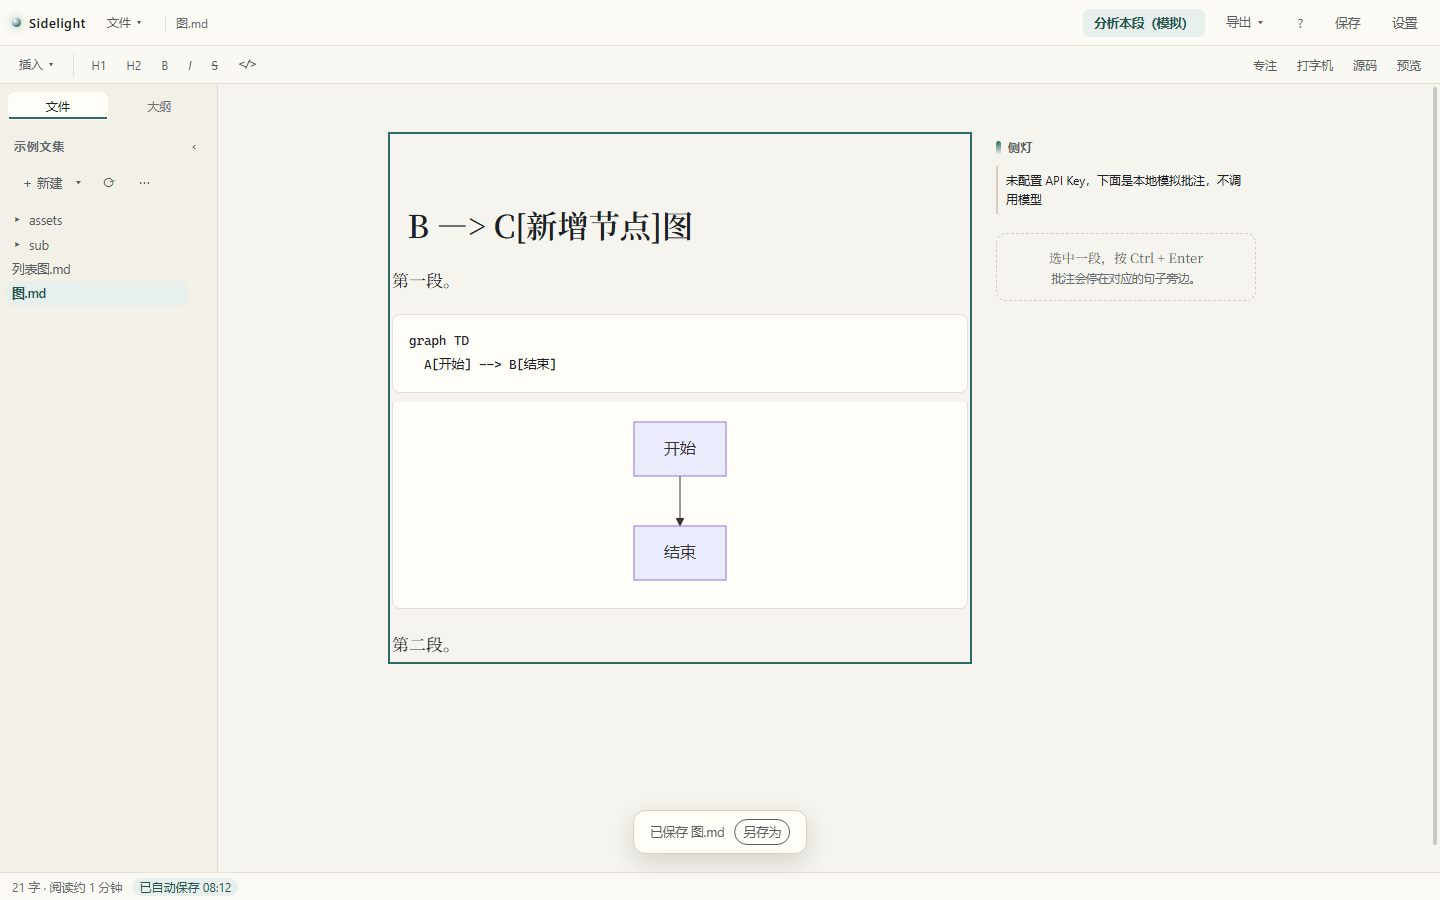 Sidelight
文件
图.md
分析本段（模拟）
导出
?
保存
设置
插入
H1
H2
B
I
S
</>
专注
打字机
源码
预览
文件
大纲
示例文集
‹
+ 新建
...
assets
sub
列表图.md
图.md
B —> C[新增节点]图
第一段。
graph TD
A[开始] --> B[结束]
开始
结束
第二段。
侧灯
未配置 API Key，下面是本地模拟批注，不调
用模型
选中一段，按 Ctrl + Enter
批注会停在对应的句子旁边。
已保存 图.md
另存为
21 字 · 阅读约 1 分钟
已自动保存 08:12